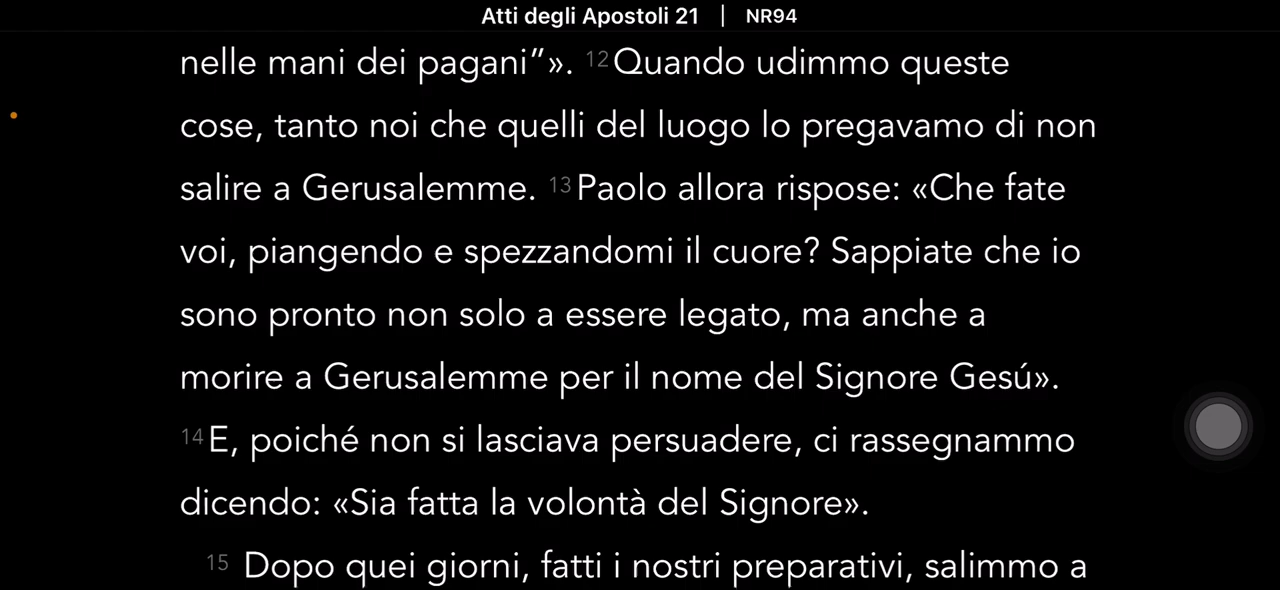 Atti degli Apostoli 21 | NR94
nelle mani dei pagani”». 12 Quando udimmo queste
cose, tanto noi che quelli del luogo lo pregavamo di non
salire a Gerusalemme. 13 Paolo allora rispose: «Che fate
voi, piangendo e spezzandomi il cuore? Sappiate che io
sono pronto non solo a essere legato, ma anche a
morire a Gerusalemme per il nome del Signore Gesú».
14 E, poiché non si lasciava persuadere, ci rassegnammo
dicendo: «Sia fatta la volontà del Signore».
15 Dopo quei giorni, fatti i nostri preparativi, salimmo a